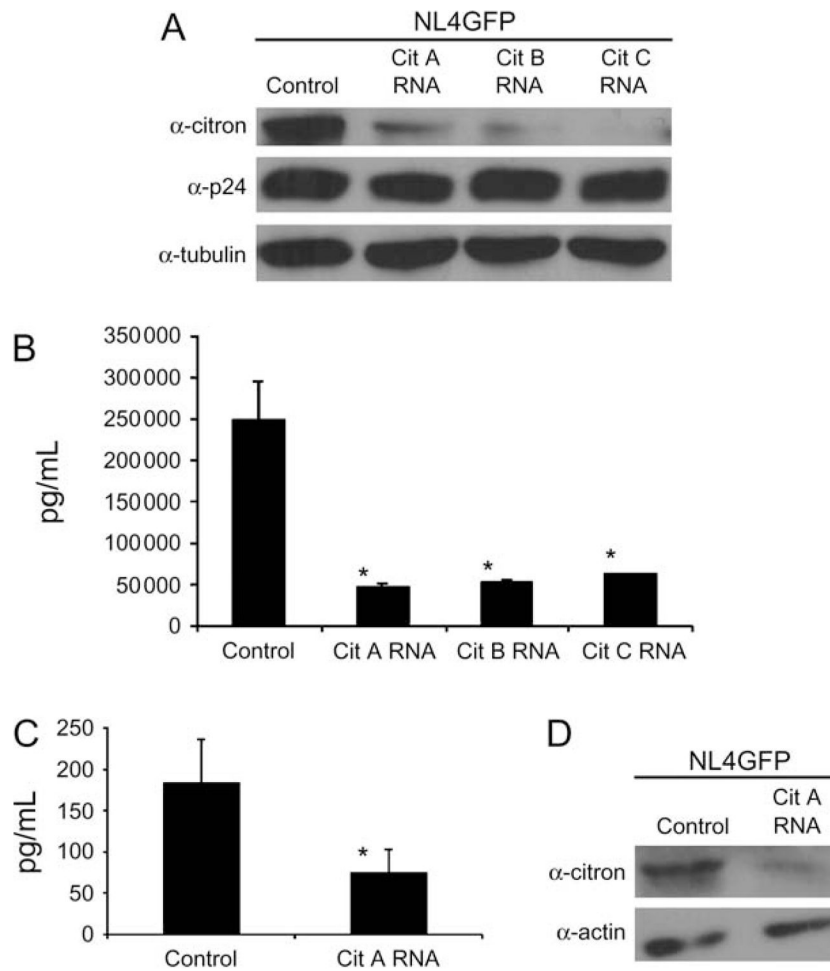 A
NL4GFP
Control
Cit A
RNA
Cit B
RNA
Cit C
RNA
α-citron
α-p24
α-tubulin
B
pg/mL
350000
300000
250000
200000
150000
100000
50000
0
*
*
*
Control
Cit A RNA
Cit B RNA
Cit C RNA
C
pg/mL
250
200
150
100
50
0
*
Control
Cit A RNA
D
NL4GFP
Control
Cit A
RNA
α-citron
α-actin